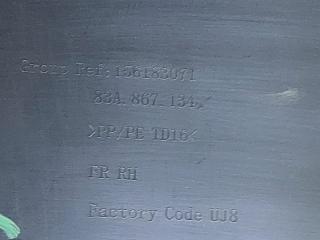 Group Ref:156183071
83A.867.134
>PP/PE-TD16<
FR RH
Factory Code UJ8